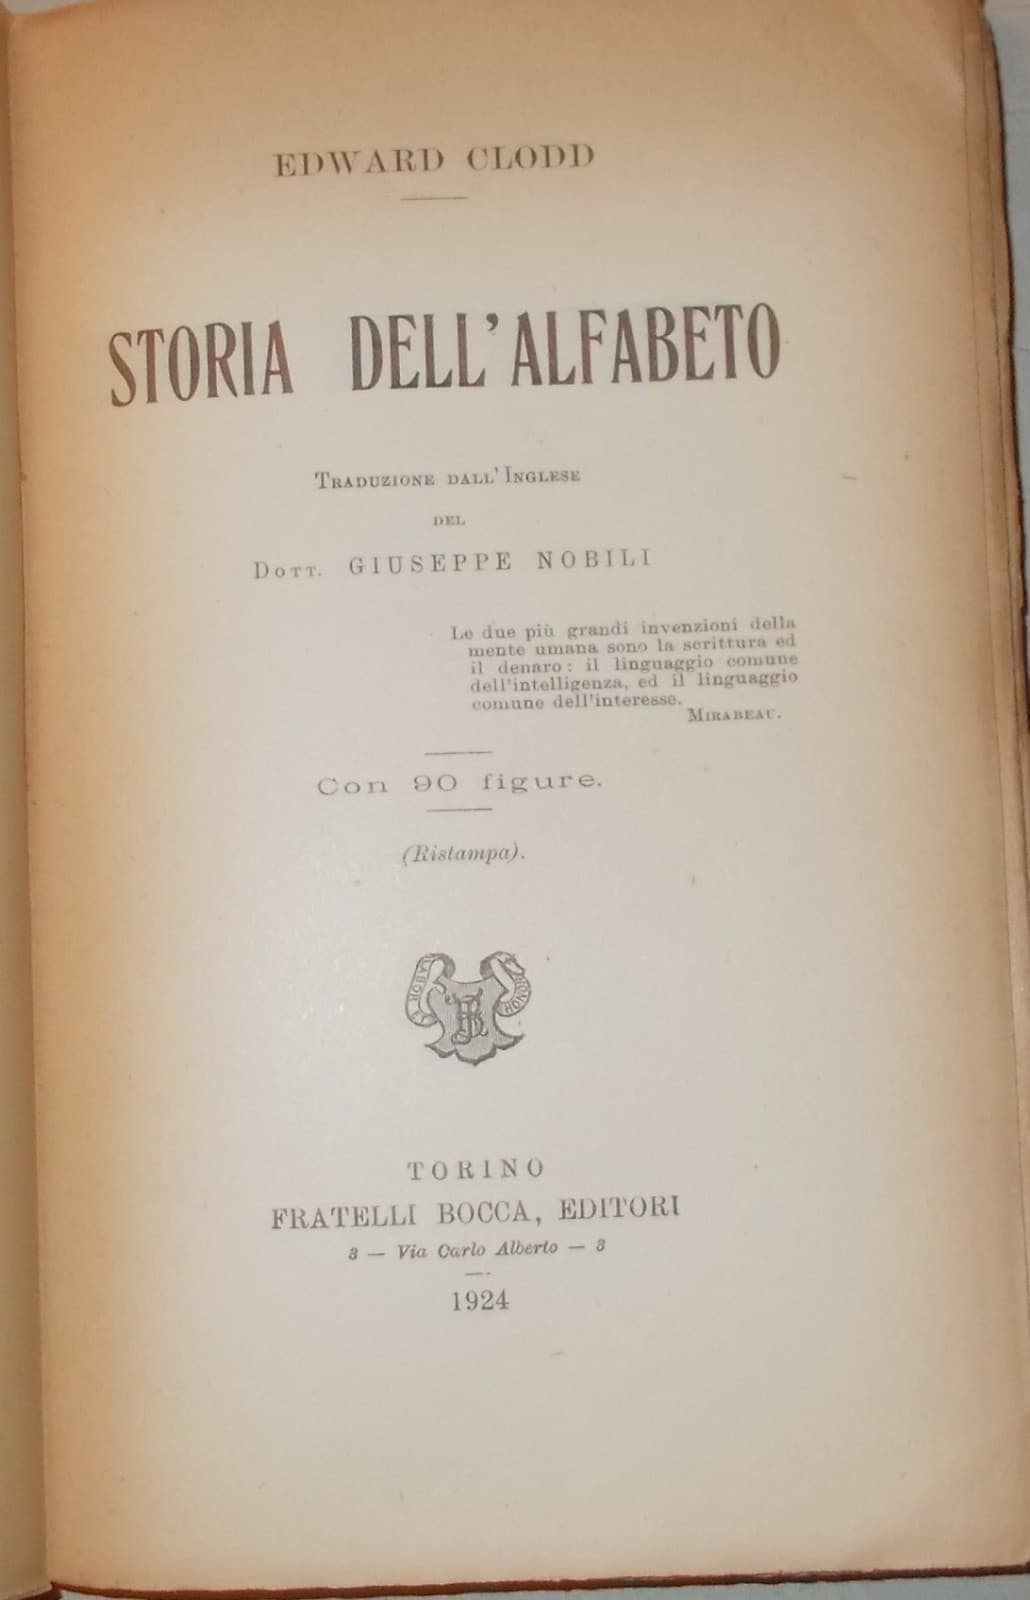 EDWARD CLODD
STORIA DELL'ALFABETO
TRADUZIONE DALL'INGLESE
DEL
DOTT. GIUSEPPE NOBILI
Le due più grandi invenzioni della
mente umana sono la scrittura ed
il denaro: il linguaggio comune
dell'intelligenza, ed il linguaggio
comune dell'interesse.
MIRABEAU.
Con 90 figure.
(Ristampa).
LABOR
HONOR
TORINO
FRATELLI BOCCA, EDITORI
3 — Via Carlo Alberto — 3
1924